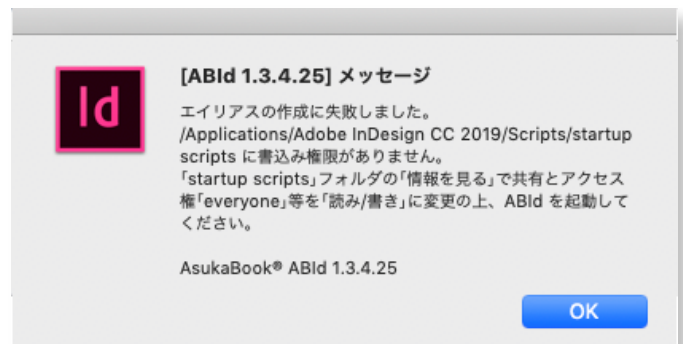 Id
[ABId 1.3.4.25] メッセージ
エイリアスの作成に失敗しました。
/Applications/Adobe InDesign CC 2019/Scripts/startup
scripts に書込み権限がありません。
「startup scripts」フォルダの「情報を見る」で共有とアクセス
権「everyone」等を「読み/書き」に変更の上、ABId を起動して
ください。
AsukaBook® ABId 1.3.4.25
OK